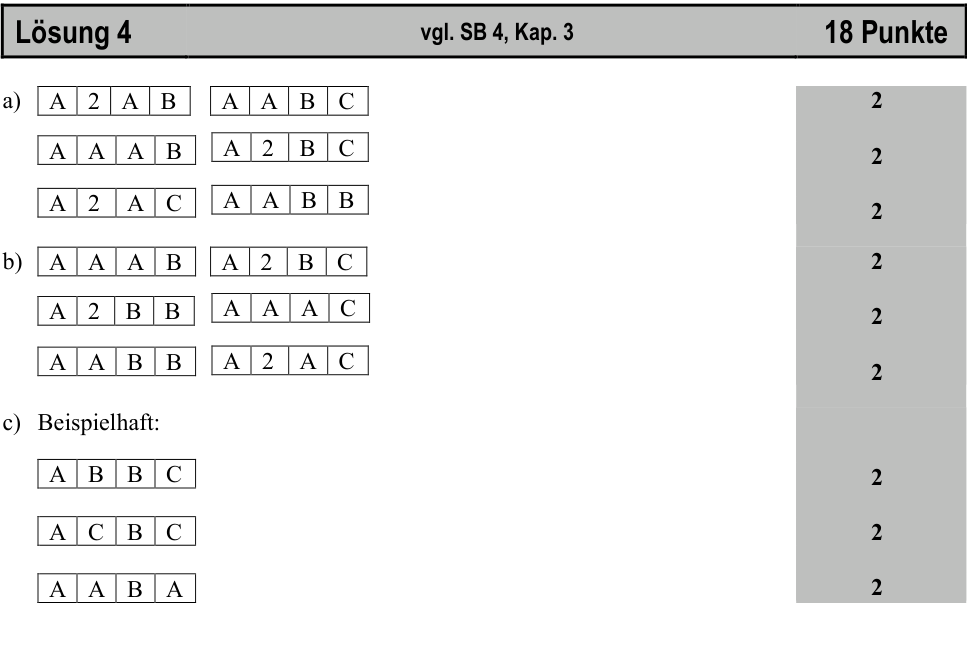 Lösung 4 vgl. SB 4, Kap. 3 18 Punkte
a) A 2 A B A A B C 2
A A A B A 2 B C 2
A 2 A C A A B B 2
b) A A A B A 2 B C 2
A 2 B B A A A C 2
A A B B A 2 A C 2
c) Beispielhaft:
A B B C 2
A C B C 2
A A B A 2